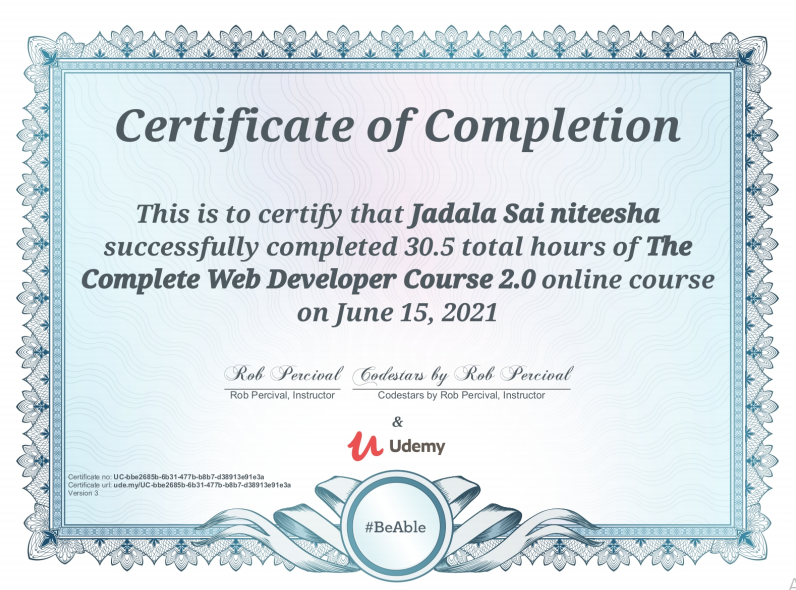 Certificate of Completion
This is to certify that Jadala Sai niteesha
successfully completed 30.5 total hours of The
Complete Web Developer Course 2.0 online course
on June 15, 2021
Rob Percival Codestars by Rob Percival
Rob Percival, Instructor Codestars by Rob Percival, Instructor
&
Udemy
Certificate no: UC-bbe2685b-6b31-477b-b8b7-d38913e91e3a
Certificate url: ude.my/UC-bbe2685b-6b31-477b-b8b7-d38913e91e3a
Version 3
#BeAble